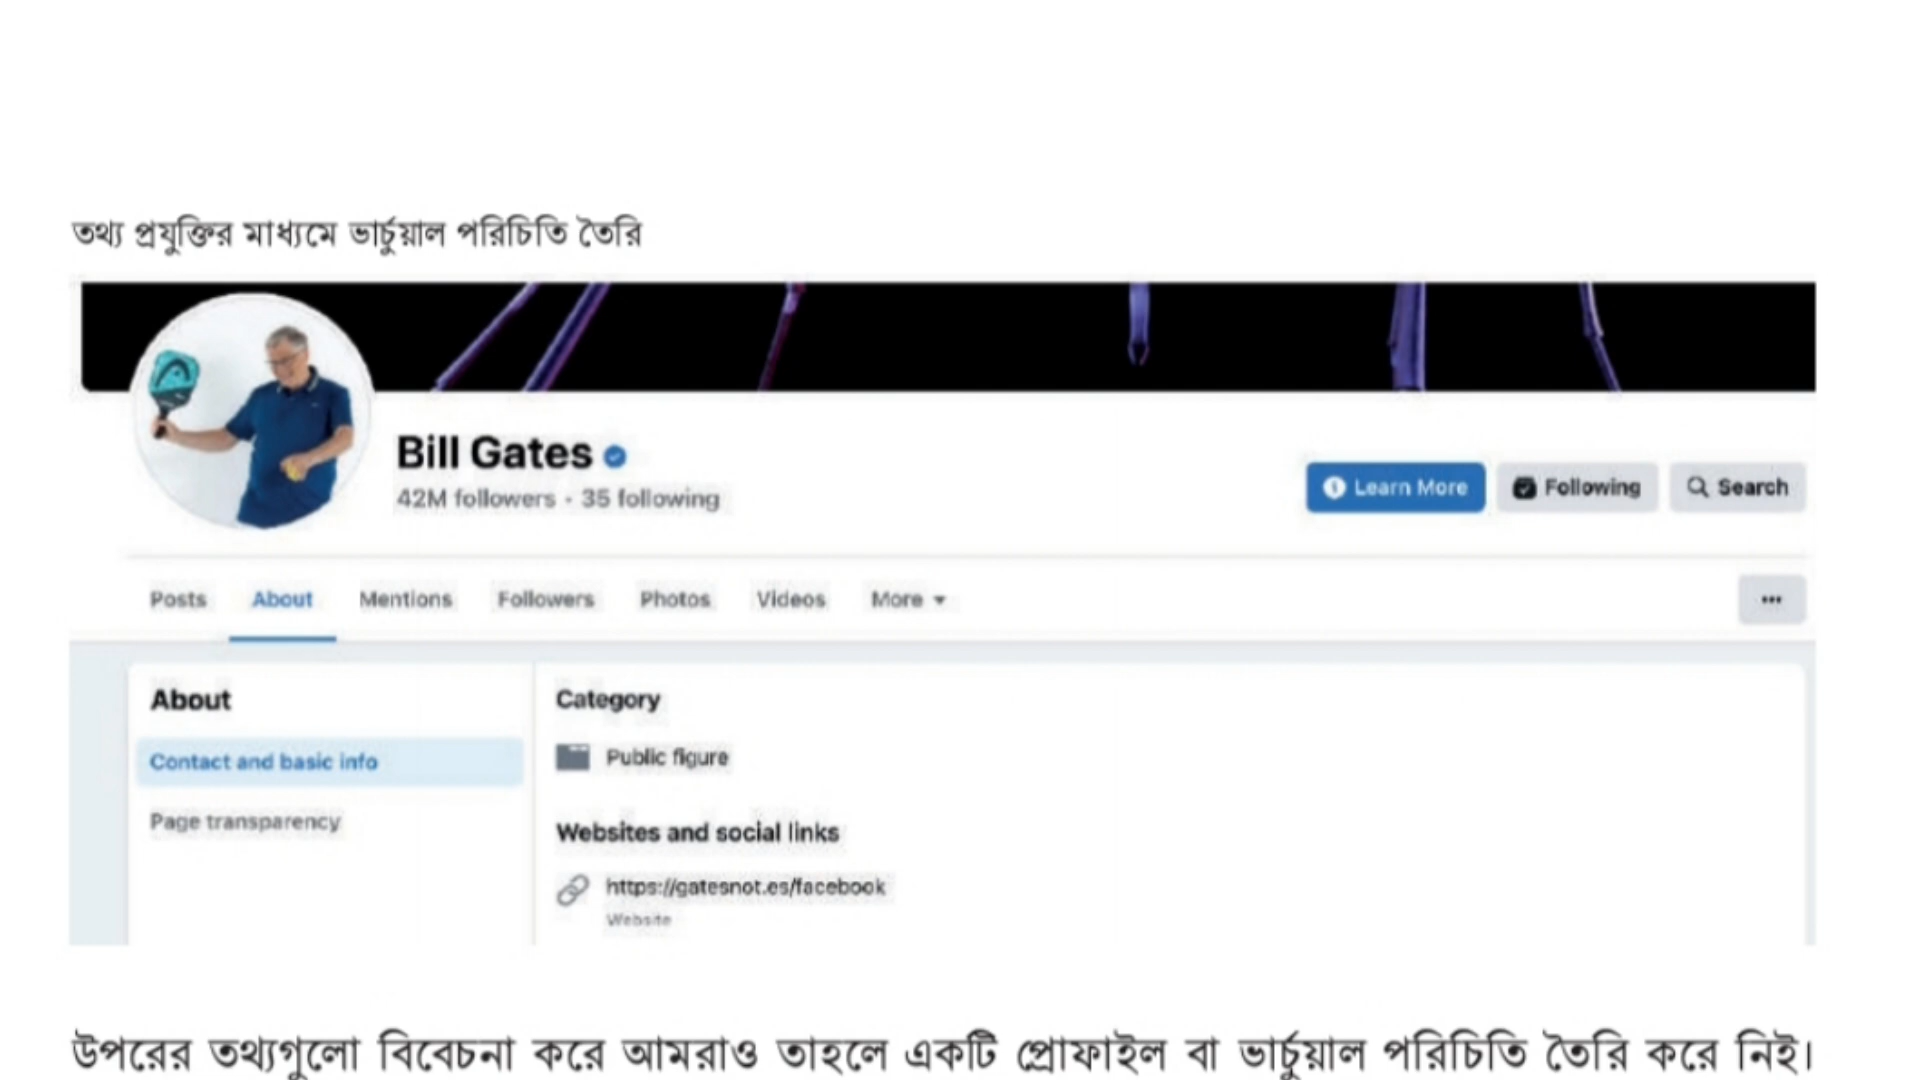 তথ্য প্রযুক্তির মাধ্যমে ভার্চুয়াল পরিচিতি তৈরি
Bill Gates
42M followers • 35 following
Learn More
Following
Search
Posts About Mentions Followers Photos Videos More
...
About
Contact and basic info
Page transparency
Category
Public figure
Websites and social links
https://gatesnot.es/facebook
Website
উপরের তথ্যগুলো বিবেচনা করে আমরাও তাহলে একটি প্রোফাইল বা ভার্চুয়াল পরিচিতি তৈরি করে নিই।